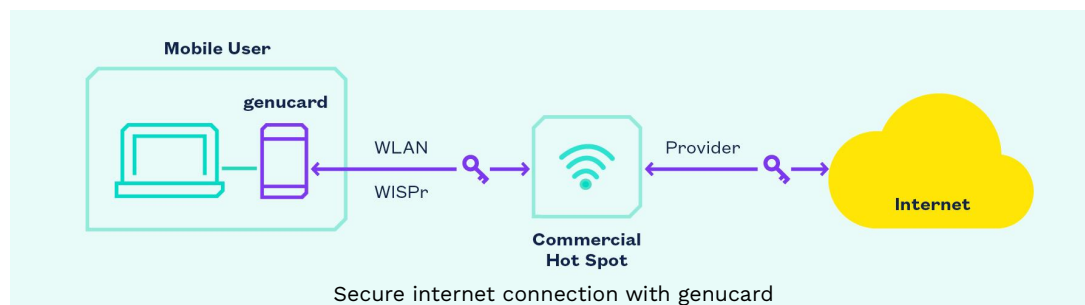 Mobile User
genucard
WLAN
WISPr
Provider
Internet
Commercial
Hot Spot
Secure internet connection with genucard